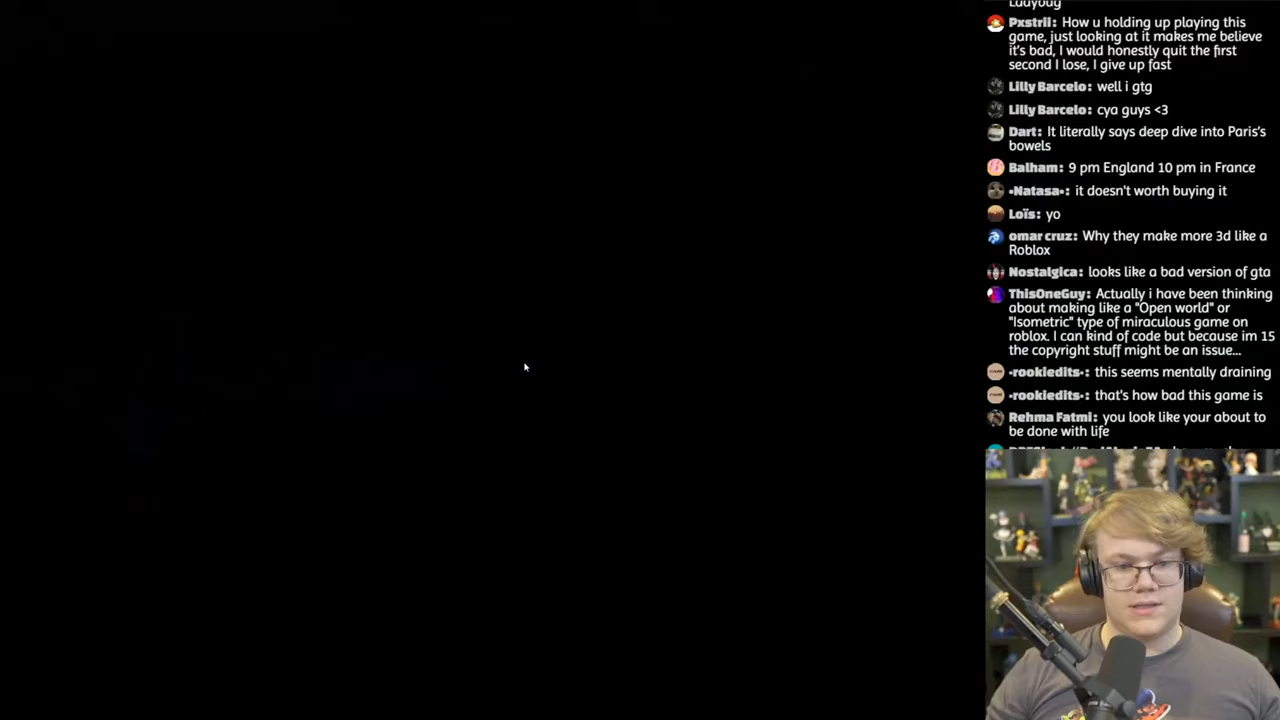 Ladybug
Pxstrii: How u holding up playing this
game, just looking at it makes me believe
it's bad, I would honestly quit the first
second I lose, I give up fast
Lilly Barcelo: well i gtg
Lilly Barcelo: cya guys <3
Dart: It literally says deep dive into Paris's
bowels
Balham: 9 pm England 10 pm in France
•Natasa•: it doesn't worth buying it
Loïs: yo
omar cruz: Why they make more 3d like a
Roblox
Nostalgica: looks like a bad version of gta
ThisOneGuy: Actually i have been thinking
about making like a "Open world" or
"Isometric" type of miraculous game on
roblox. I can kind of code but because im 15
the copyright stuff might be an issue...
•rookiedits•: this seems mentally draining
•rookiedits•: that's how bad this game is
Rehma Fatmi: you look like your about to
be done with life